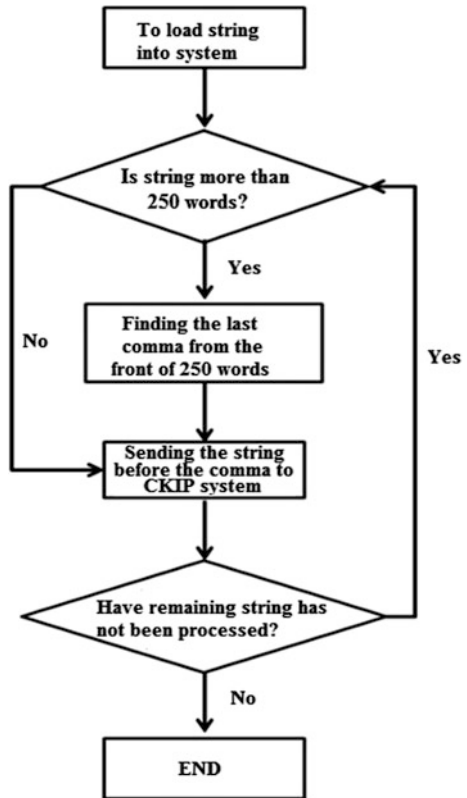 To load string
into system
Is string more than
250 words?
Yes
Finding the last
comma from the
front of 250 words
No
Yes
Sending the string
before the comma to
CKIP system
Have remaining string has
not been processed?
No
END